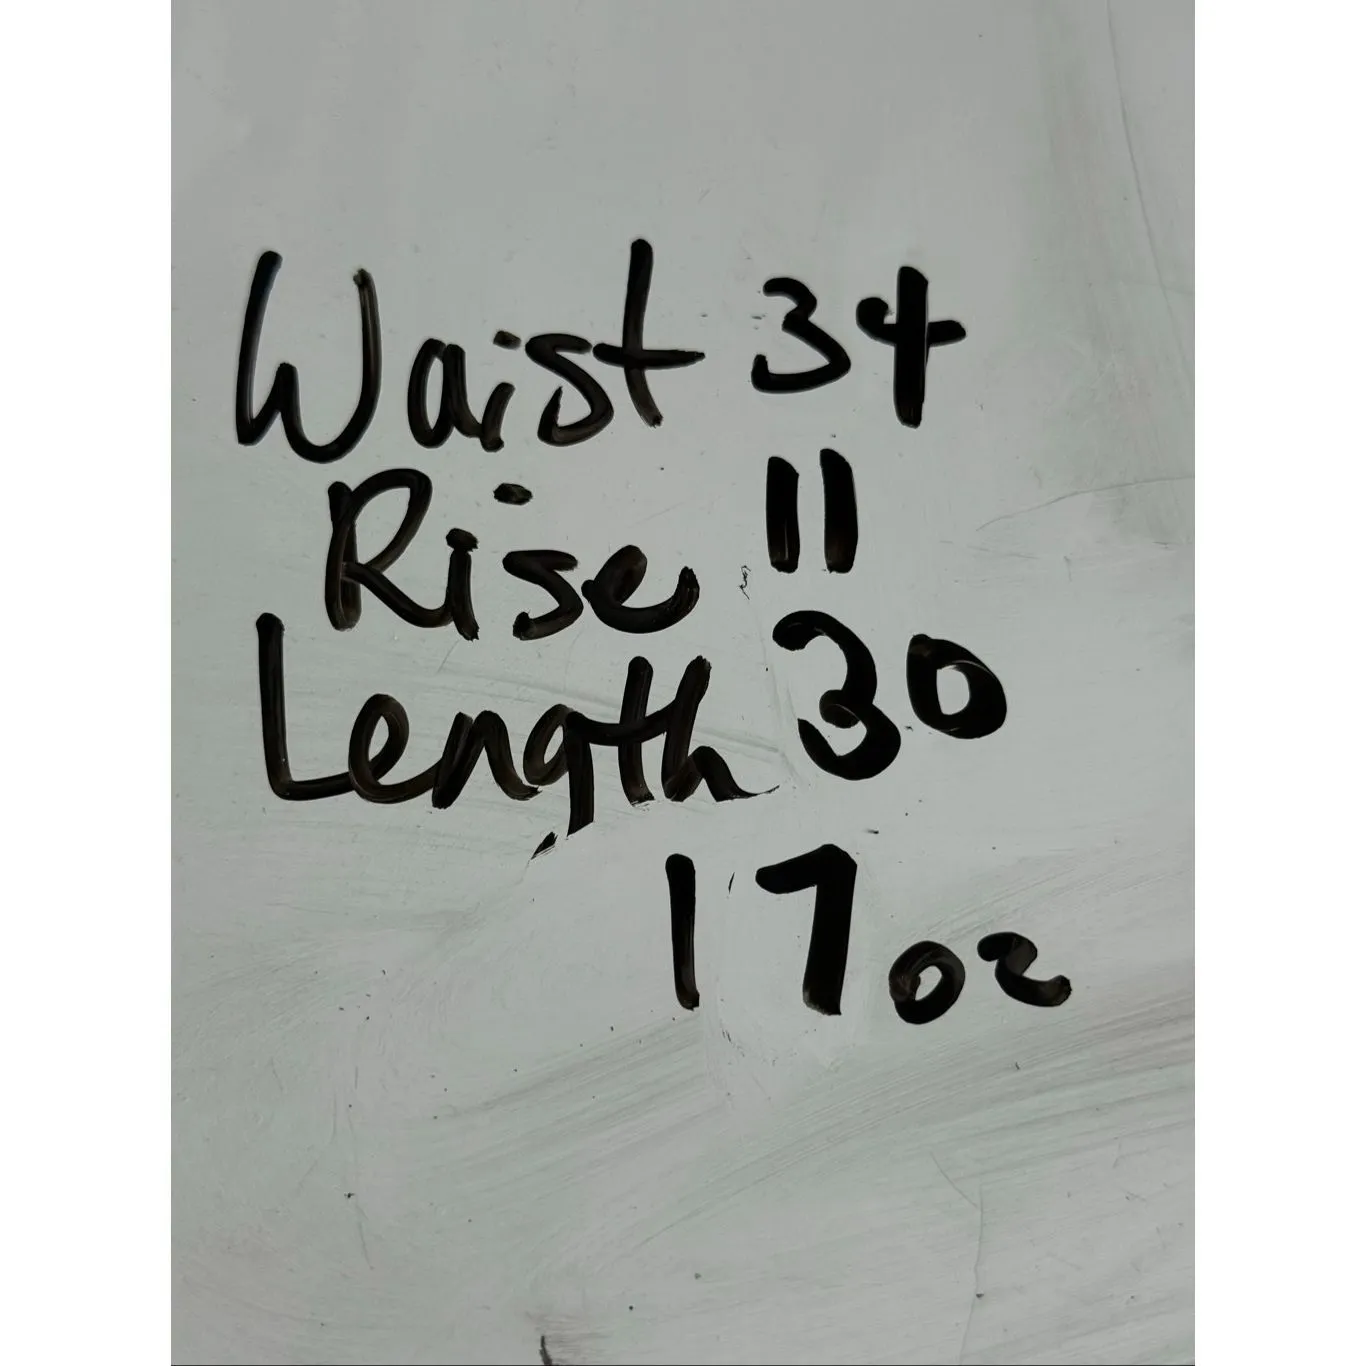 Waist 34
Rise 11
Length 30
17oz